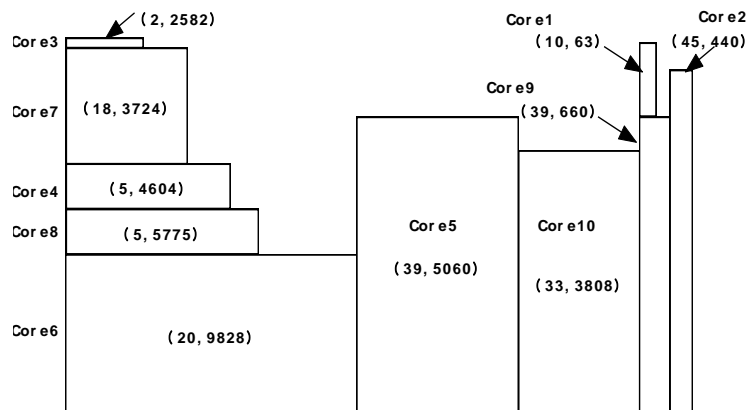 (2, 2582)
Core3
Core1
(10, 63)
Core2
(45, 440)
Core7
(18, 3724)
Core9
(39, 660)
Core4
(5, 4604)
Core8
(5, 5775)
Core5
(39, 5060)
Core10
(33, 3808)
Core6
(20, 9828)